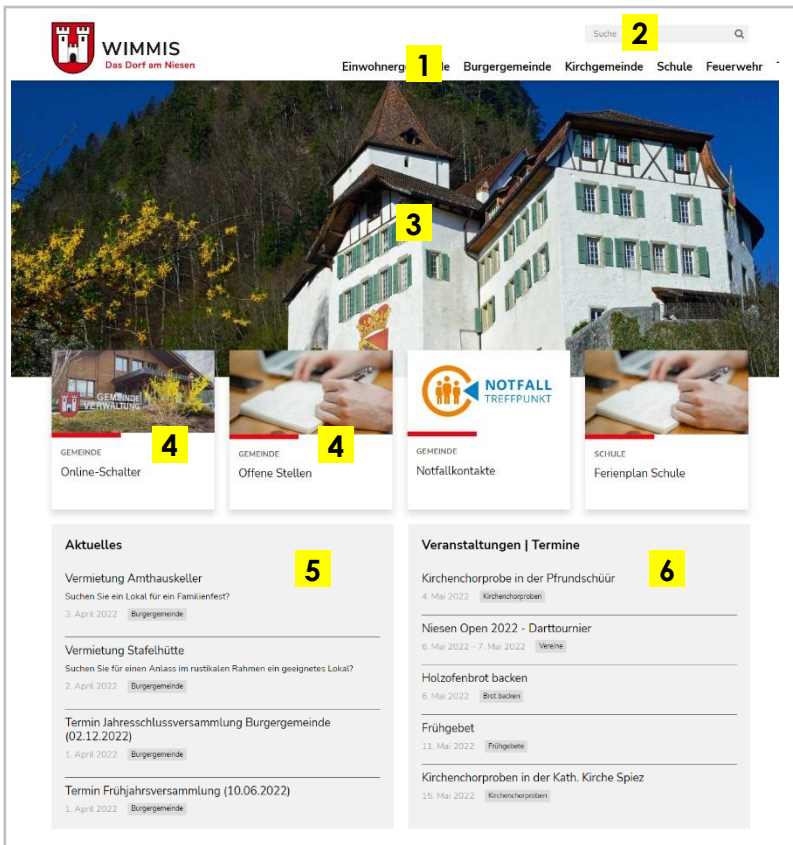 WIMMIS
Das Dorf am Niesen
Suche
2
1
Burgergemeinde Kirchgemeinde Schule Feuerwehr
3
GEMEINDE
VERWALTUNG
NOTFALL
TREFFPUNKT
4
4
GEMEINDE
Online-Schalter
GEMEINDE
Offene Stellen
GEMEINDE
Notfallkontakte
SCHULE
Ferienplan Schule
Aktuelles
5
Vermietung Amthauskeller
Suchen Sie ein Lokal für ein Familienfest?
3. April 2022 Burgergemeinde
Vermietung Stafelhütte
Suchen Sie für einen Anlass im rustikalen Rahmen ein geeignetes Lokal?
2. April 2022 Burgergemeinde
Termin Jahresschlussversammlung Burgergemeinde
(02.12.2022)
1. April 2022 Burgergemeinde
Termin Frühjahrsversammlung (10.06.2022)
1. April 2022 Burgergemeinde
Veranstaltungen | Termine
6
Kirchenchorprobe in der Pfrundschüür
4. Mai 2022 Kirchenchorproben
Niesen Open 2022 - Darttournier
6. Mai 2022 – 7. Mai 2022 Vereine
Holzofenbrot backen
6. Mai 2022 Brot backen
Frühgebet
11. Mai 2022 Frühgebete
Kirchenchorproben in der Kath. Kirche Spiez
15. Mai 2022 Kirchenchorproben